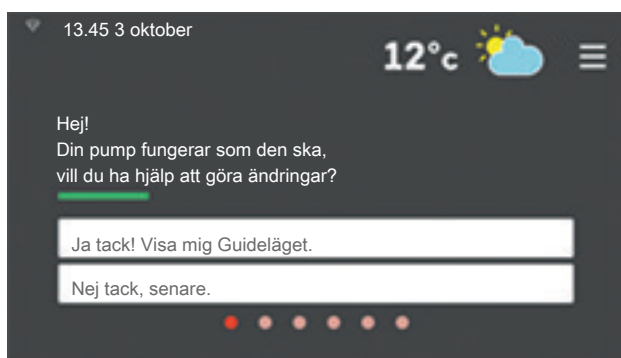 13.45 3 oktober
12°c
Hej!
Din pump fungerar som den ska,
vill du ha hjälp att göra ändringar?
Ja tack! Visa mig Guideläget.
Nej tack, senare.